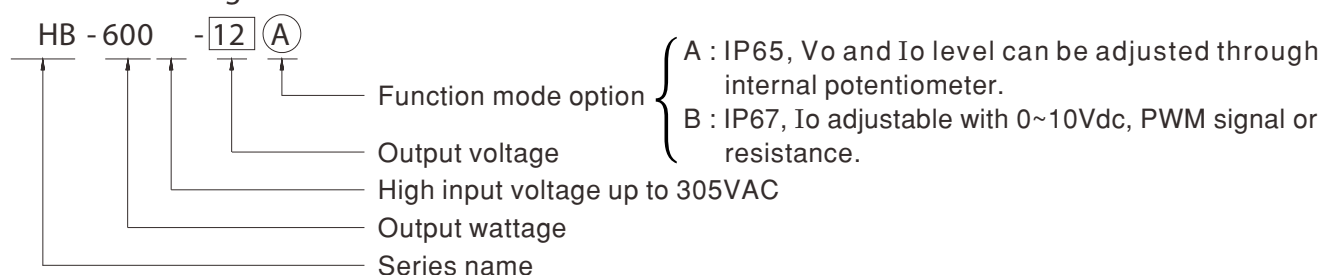 HB - 600 - 12 A
Function mode option
A : IP65, Vo and Io level can be adjusted through
internal potentiometer.
B : IP67, Io adjustable with 0~10Vdc, PWM signal or
resistance.
Output voltage
High input voltage up to 305VAC
Output wattage
Series name